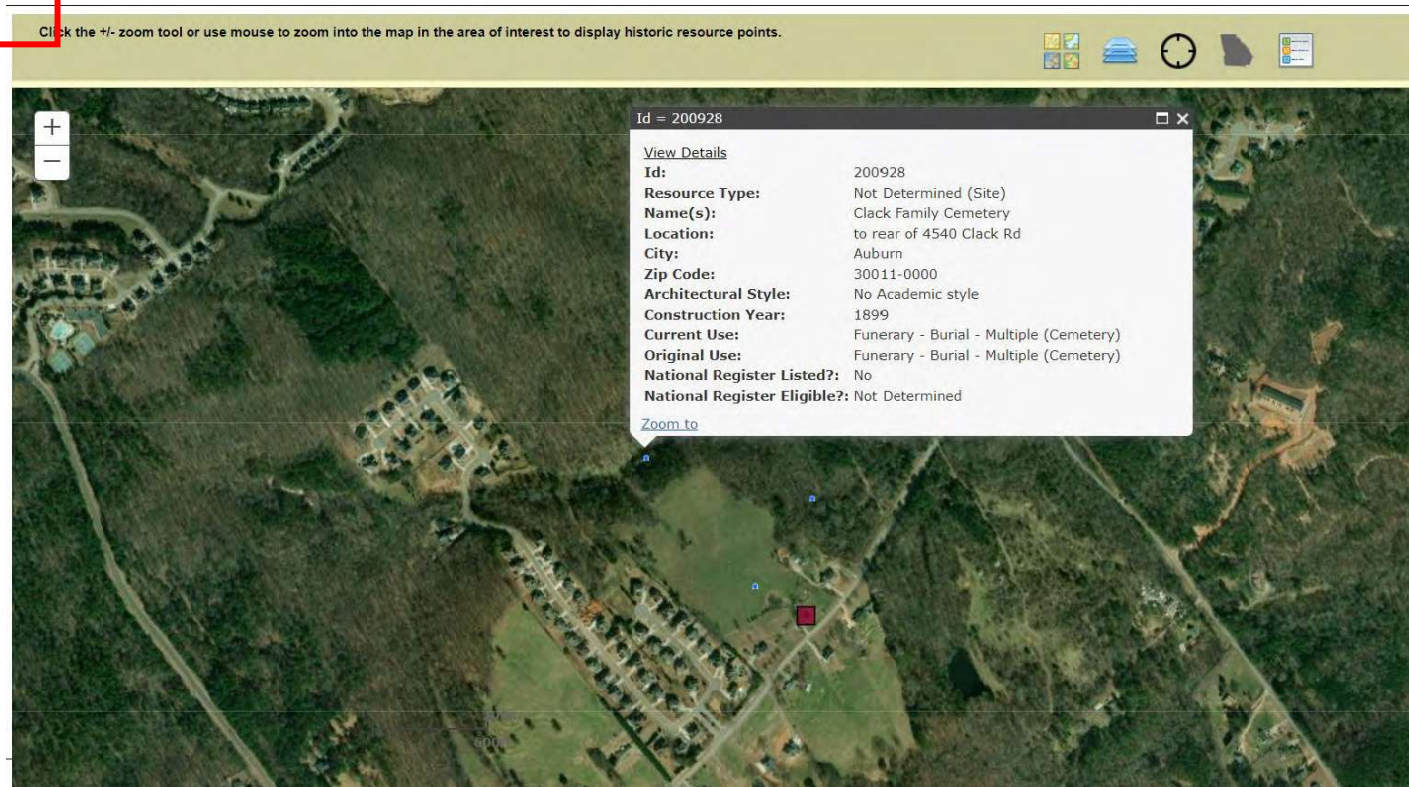 Click the +/- zoom tool or use mouse to zoom into the map in the area of interest to display historic resource points.
+
−
Id = 200928
View Details
Id: 200928
Resource Type: Not Determined (Site)
Name(s): Clack Family Cemetery
Location: to rear of 4540 Clack Rd
City: Auburn
Zip Code: 30011-0000
Architectural Style: No Academic style
Construction Year: 1899
Current Use: Funerary - Burial - Multiple (Cemetery)
Original Use: Funerary - Burial - Multiple (Cemetery)
National Register Listed?: No
National Register Eligible?: Not Determined
Zoom to